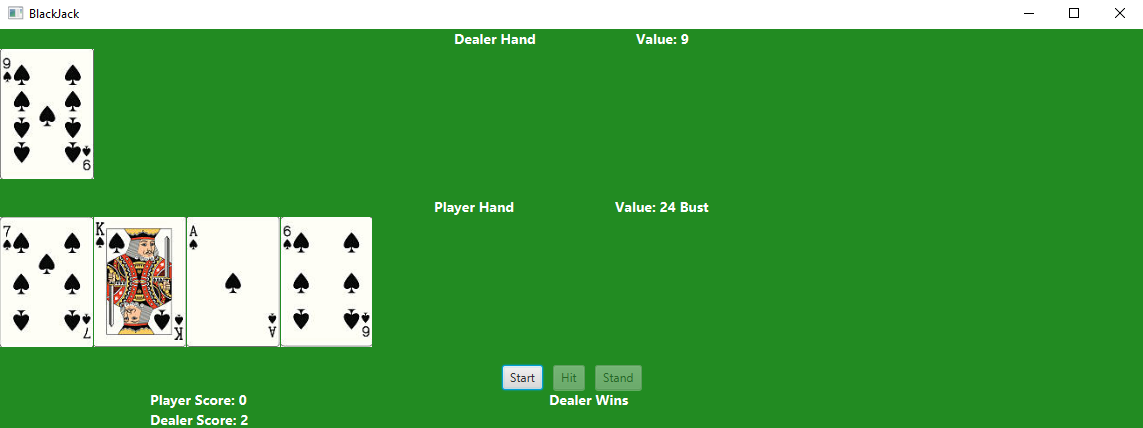 BlackJack
Dealer Hand Value: 9
9
6
Player Hand Value: 24 Bust
7 K A 6
7 K A 6
Start Hit Stand
Player Score: 0 Dealer Wins
Dealer Score: 2